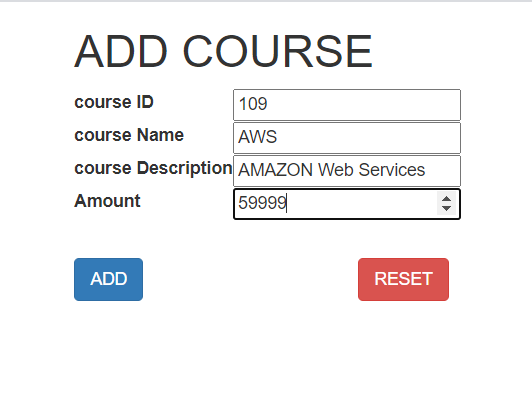 ADD COURSE
course ID 109
course Name AWS
course Description AMAZON Web Services
Amount 59999
ADD RESET